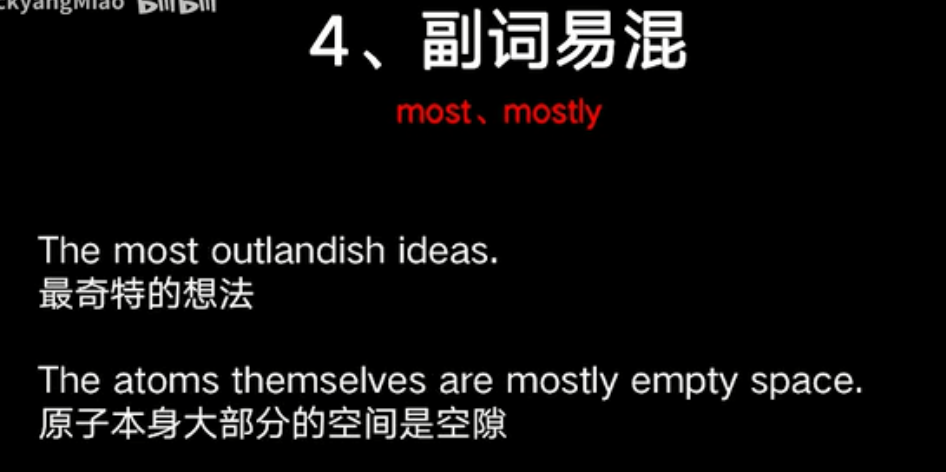 bilibili
4、副词易混
most、mostly
The most outlandish ideas.
最奇特的想法
The atoms themselves are mostly empty space.
原子本身大部分的空间是空隙